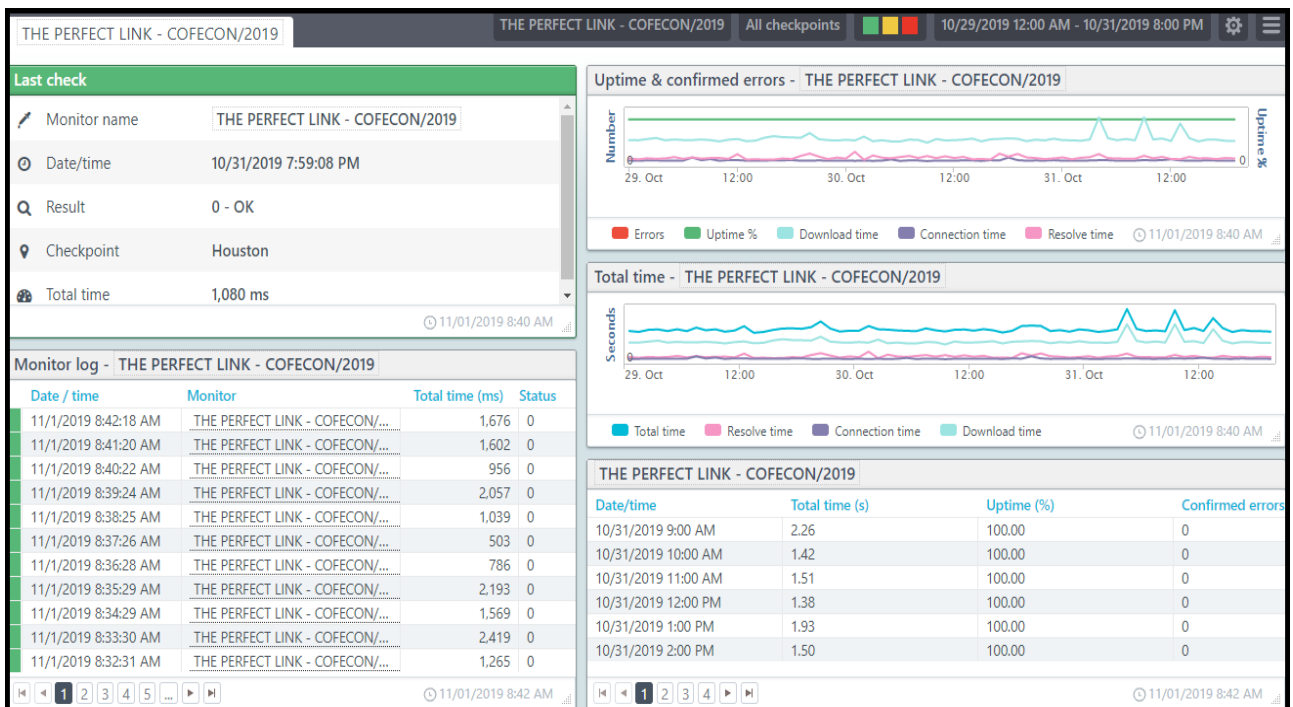 THE PERFECT LINK - COFECON/2019
THE PERFECT LINK - COFECON/2019 All checkpoints 10/29/2019 12:00 AM - 10/31/2019 8:00 PM
Last check
Monitor name THE PERFECT LINK - COFECON/2019
Date/time 10/31/2019 7:59:08 PM
Result 0 - OK
Checkpoint Houston
Total time 1,080 ms
11/01/2019 8:40 AM
Monitor log - THE PERFECT LINK - COFECON/2019
Date / time Monitor Total time (ms) Status
11/1/2019 8:42:18 AM THE PERFECT LINK - COFECON/... 1,676 0
11/1/2019 8:41:20 AM THE PERFECT LINK - COFECON/... 1,602 0
11/1/2019 8:40:22 AM THE PERFECT LINK - COFECON/... 956 0
11/1/2019 8:39:24 AM THE PERFECT LINK - COFECON/... 2,057 0
11/1/2019 8:38:25 AM THE PERFECT LINK - COFECON/... 1,039 0
11/1/2019 8:37:26 AM THE PERFECT LINK - COFECON/... 503 0
11/1/2019 8:36:28 AM THE PERFECT LINK - COFECON/... 786 0
11/1/2019 8:35:29 AM THE PERFECT LINK - COFECON/... 2,193 0
11/1/2019 8:34:29 AM THE PERFECT LINK - COFECON/... 1,569 0
11/1/2019 8:33:30 AM THE PERFECT LINK - COFECON/... 2,419 0
11/1/2019 8:32:31 AM THE PERFECT LINK - COFECON/... 1,265 0
1 2 3 4 5 ... 11/01/2019 8:42 AM
Uptime & confirmed errors - THE PERFECT LINK - COFECON/2019
Number
Uptime %
0 0
29. Oct 12:00 30. Oct 12:00 31. Oct 12:00
Errors Uptime % Download time Connection time Resolve time 11/01/2019 8:40 AM
Total time - THE PERFECT LINK - COFECON/2019
Seconds
0
29. Oct 12:00 30. Oct 12:00 31. Oct 12:00
Total time Resolve time Connection time Download time 11/01/2019 8:40 AM
THE PERFECT LINK - COFECON/2019
Date/time Total time (s) Uptime (%) Confirmed errors
10/31/2019 9:00 AM 2.26 100.00 0
10/31/2019 10:00 AM 1.42 100.00 0
10/31/2019 11:00 AM 1.51 100.00 0
10/31/2019 12:00 PM 1.38 100.00 0
10/31/2019 1:00 PM 1.93 100.00 0
10/31/2019 2:00 PM 1.50 100.00 0
1 2 3 4 11/01/2019 8:42 AM